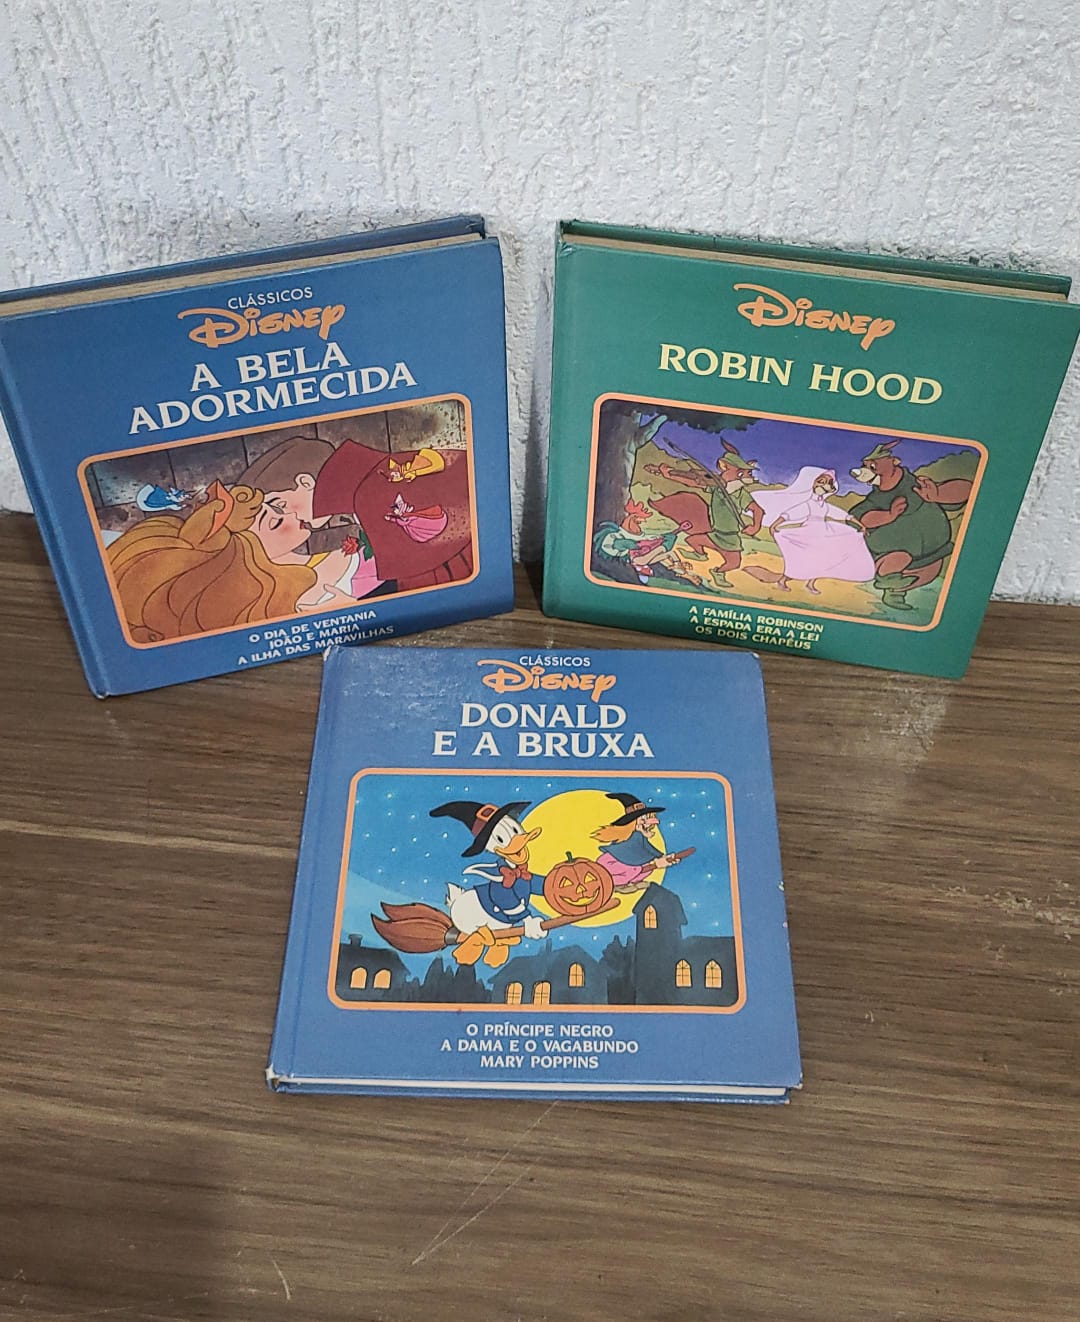 CLÁSSICOS
DISNEY
A BELA
ADORMECIDA
O DIA DE VENTANIA
JOÃO E MARIA
A ILHA DAS MARAVILHAS
DISNEY
ROBIN HOOD
A FAMÍLIA ROBINSON
A ESPADA ERA A LEI
OS DOIS CHAPÉUS
CLÁSSICOS
DISNEY
DONALD
E A BRUXA
O PRÍNCIPE NEGRO
A DAMA E O VAGABUNDO
MARY POPPINS